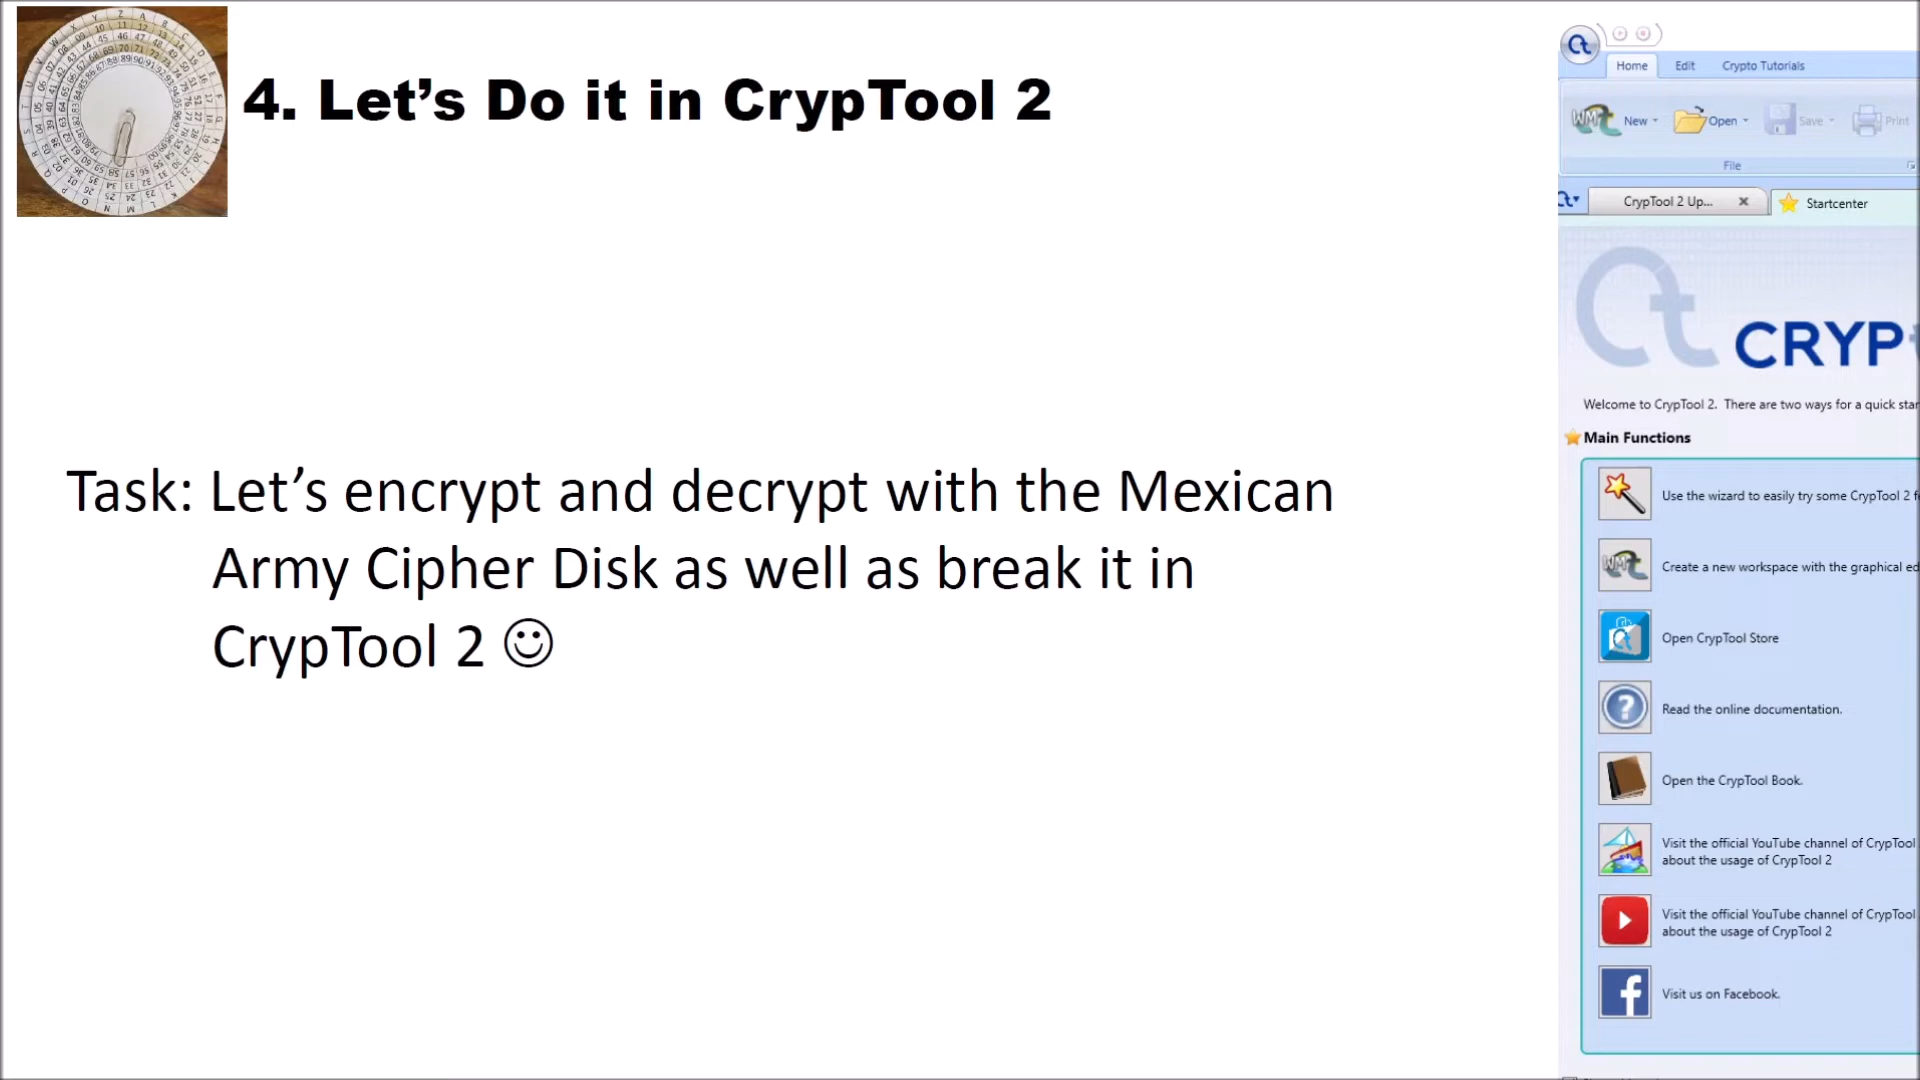 4. Let’s Do it in CrypTool 2
Task: Let’s encrypt and decrypt with the Mexican
Army Cipher Disk as well as break it in
CrypTool 2 ☺
Home Edit Crypto Tutorials
New Open Save Print
File
CrypTool 2 Up... Startcenter
CRYP
Welcome to CrypTool 2. There are two ways for a quick star
Main Functions
Use the wizard to easily try some CrypTool 2 f
Create a new workspace with the graphical ed
Open CrypTool Store
Read the online documentation.
Open the CrypTool Book.
Visit the official YouTube channel of CrypTool
about the usage of CrypTool 2
Visit the official YouTube channel of CrypTool
about the usage of CrypTool 2
Visit us on Facebook.